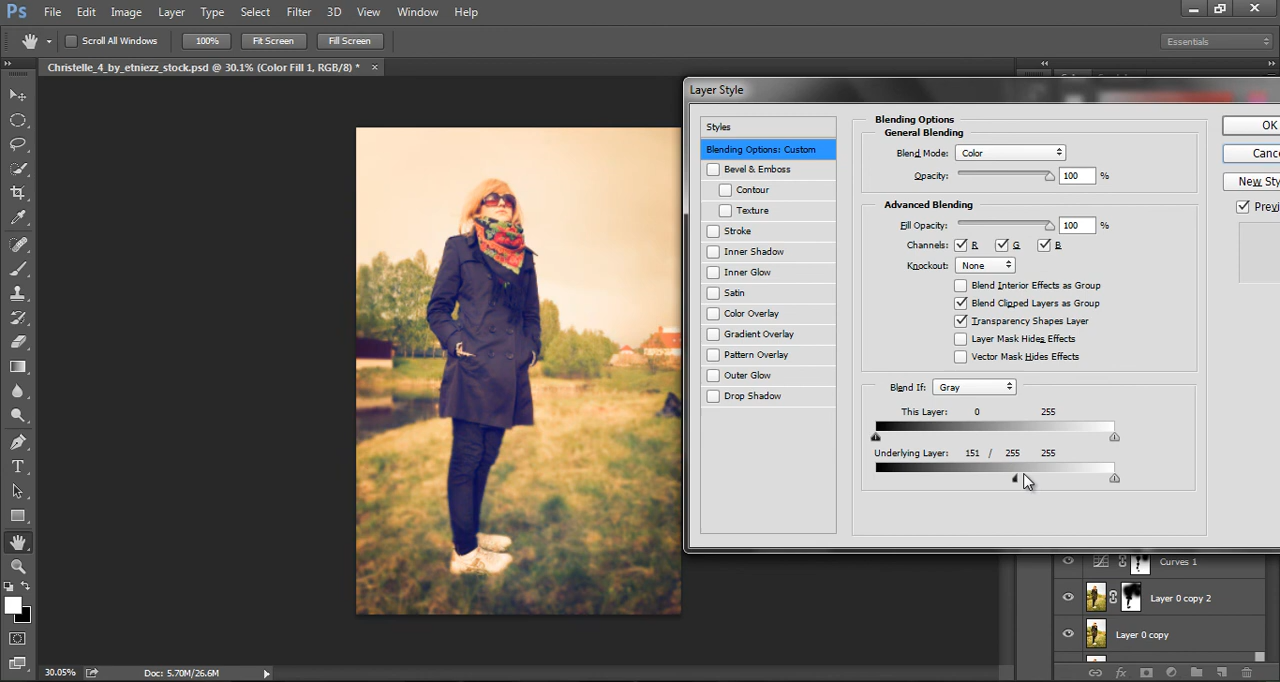 Ps File Edit Image Layer Type Select Filter 3D View Window Help
Scroll All Windows 100% Fit Screen Fill Screen Essentials
Christelle_4_by_etniezz_stock.psd @ 30.1% (Color Fill 1, RGB/8) *
Layer Style
Styles
Blending Options: Custom
Bevel & Emboss
Contour
Texture
Stroke
Inner Shadow
Inner Glow
Satin
Color Overlay
Gradient Overlay
Pattern Overlay
Outer Glow
Drop Shadow
Blending Options
General Blending
Blend Mode: Color
Opacity: 100 %
Advanced Blending
Fill Opacity: 100 %
Channels: R G B
Knockout: None
Blend Interior Effects as Group
Blend Clipped Layers as Group
Transparency Shapes Layer
Layer Mask Hides Effects
Vector Mask Hides Effects
Blend If: Gray
This Layer: 0 255
Underlying Layer: 151 / 255 255
OK
Canc
New Sty
Previ
Curves 1
Layer 0 copy 2
Layer 0 copy
T
30.05% Doc: 5.70M/26.6M
fx